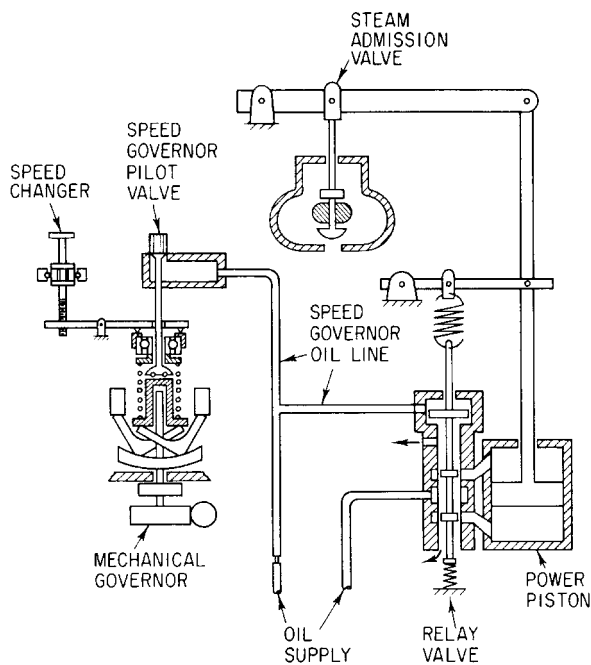 STEAM
ADMISSION
VALVE
SPEED
GOVERNOR
PILOT
VALVE
SPEED
CHANGER
SPEED
GOVERNOR
OIL LINE
MECHANICAL
GOVERNOR
OIL
SUPPLY
RELAY
VALVE
POWER
PISTON